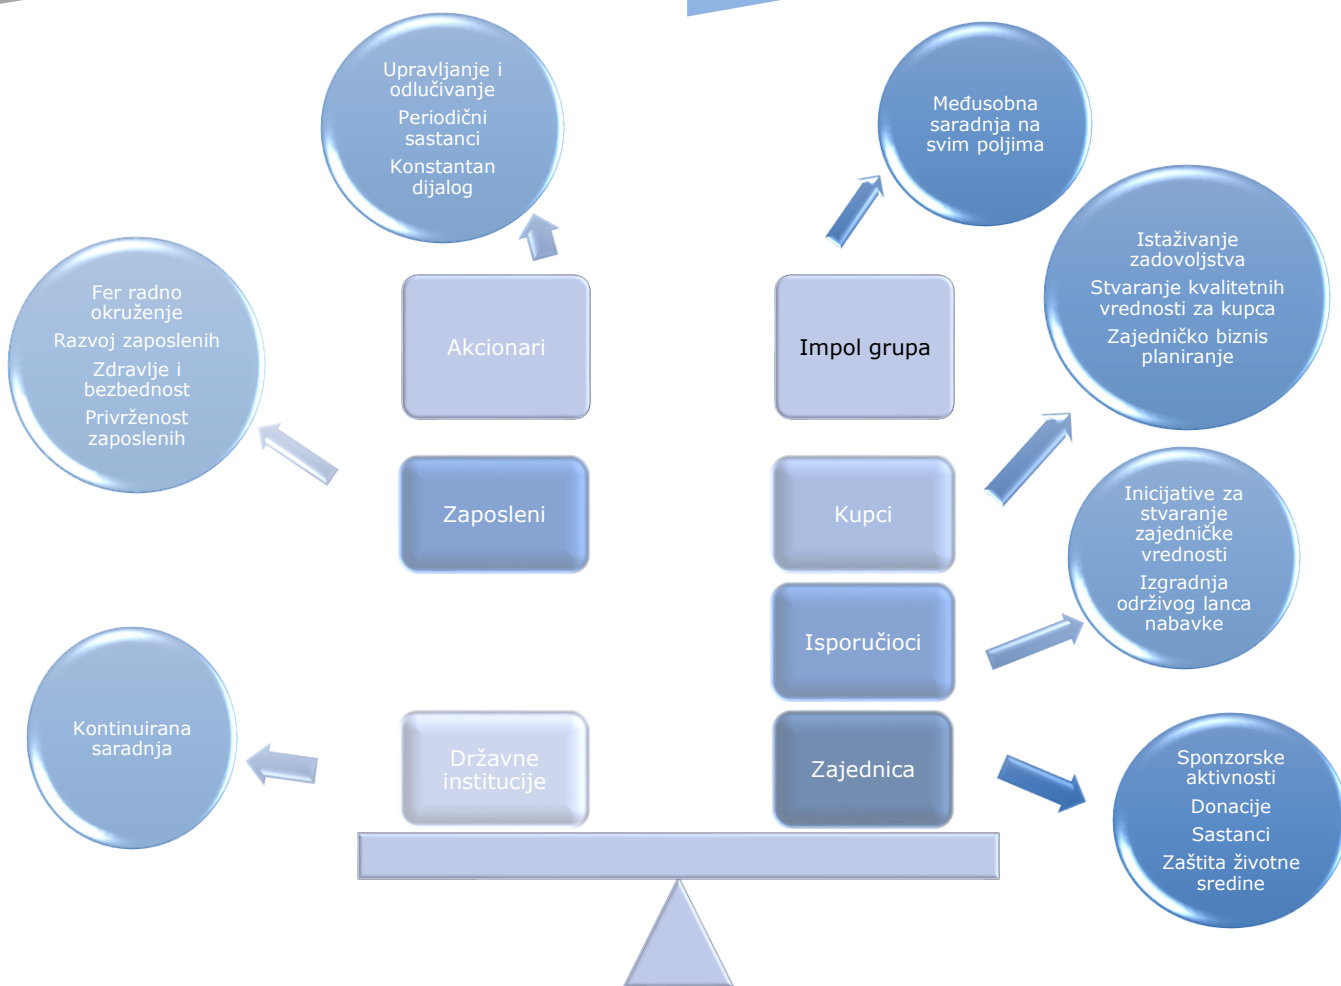 Upravljanje i
odlučivanje
Periodični
sastanci
Konstantan
dijalog
Međusobna
saradnja na
svim poljima
Istaživanje
zadovoljstva
Stvaranje kvalitetnih
vrednosti za kupca
Zajedničko biznis
planiranje
Fer radno
okruženje
Razvoj zaposlenih
Zdravlje i
bezbednost
Privrženost
zaposlenih
Akcionari
Impol grupa
Zaposleni
Kupci
Inicijative za
stvaranje
zajedničke
vrednosti
Izgradnja
održivog lanca
nabavke
Isporučioci
Kontinuirana
saradnja
Državne
institucije
Zajednica
Sponzorske
aktivnosti
Donacije
Sastanci
Zaštita životne
sredine